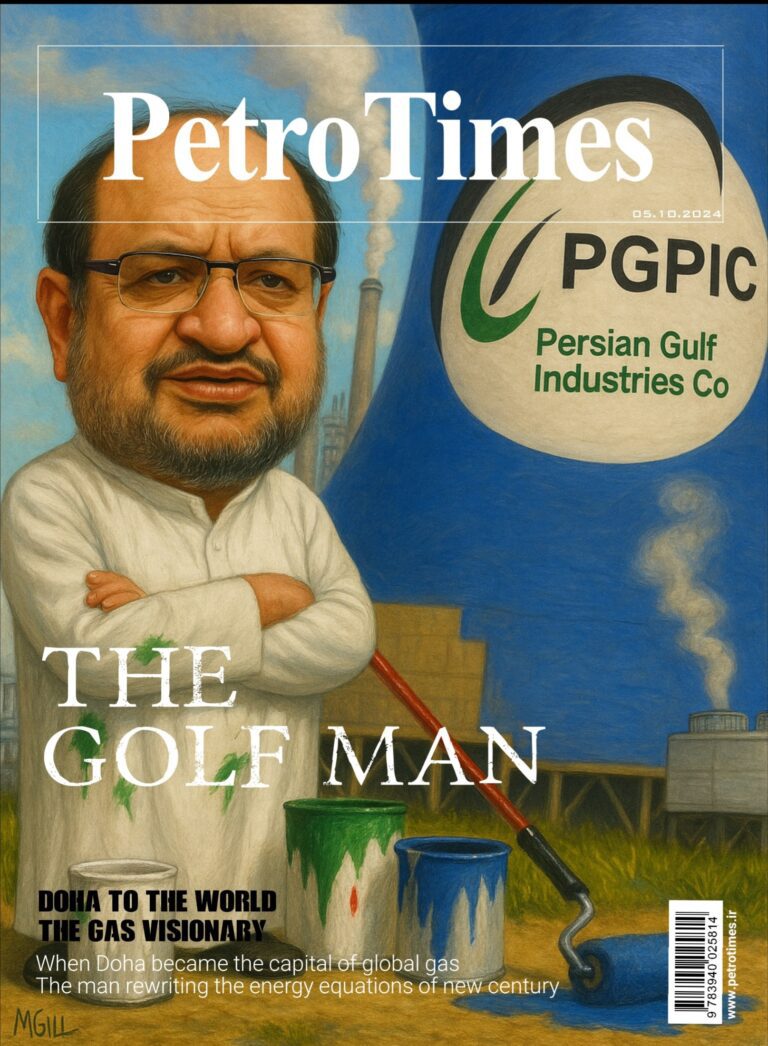 PetroTimes
05.10.2024
PGPIC
Persian Gulf
Industries Co
THE
GOLF MAN
DOHA TO THE WORLD
THE GAS VISIONARY
When Doha became the capital of global gas
The man rewriting the energy equations of new century
MGILL
9 783940 025814
www.petrotimes.ir